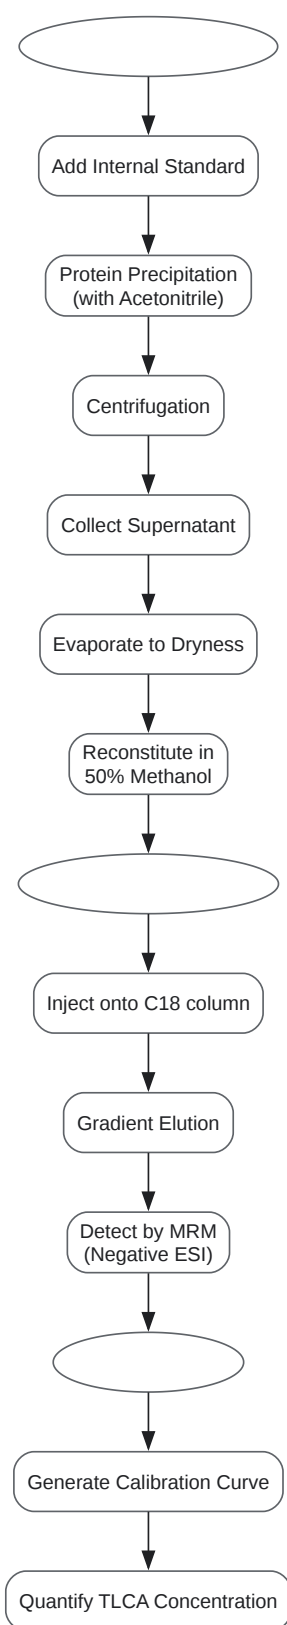 Add Internal Standard
Protein Precipitation
(with Acetonitrile)
Centrifugation
Collect Supernatant
Evaporate to Dryness
Reconstitute in
50% Methanol
Inject onto C18 column
Gradient Elution
Detect by MRM
(Negative ESI)
Generate Calibration Curve
Quantify TLCA Concentration